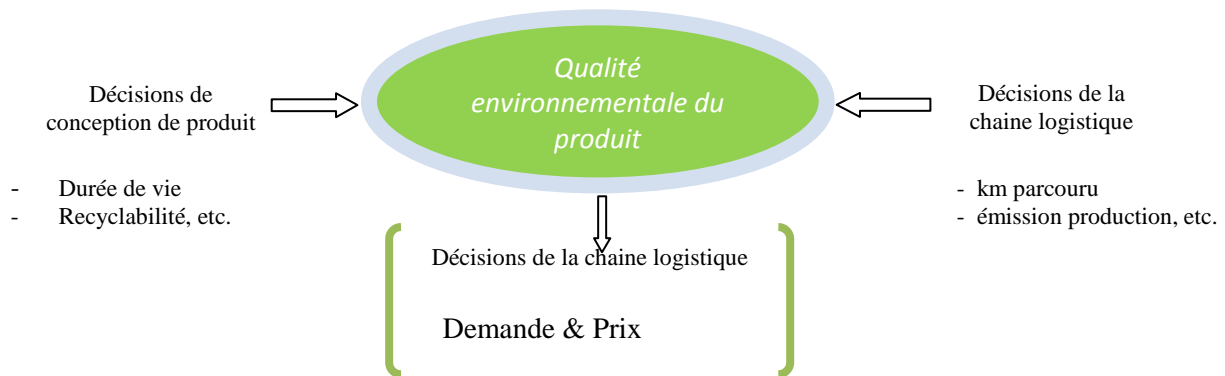 Qualité
environnementale du
produit
Décisions de
conception de produit
- Durée de vie
- Recyclabilité, etc.
Décisions de la
chaine logistique
- km parcouru
- émission production, etc.
Décisions de la chaine logistique
Demande & Prix